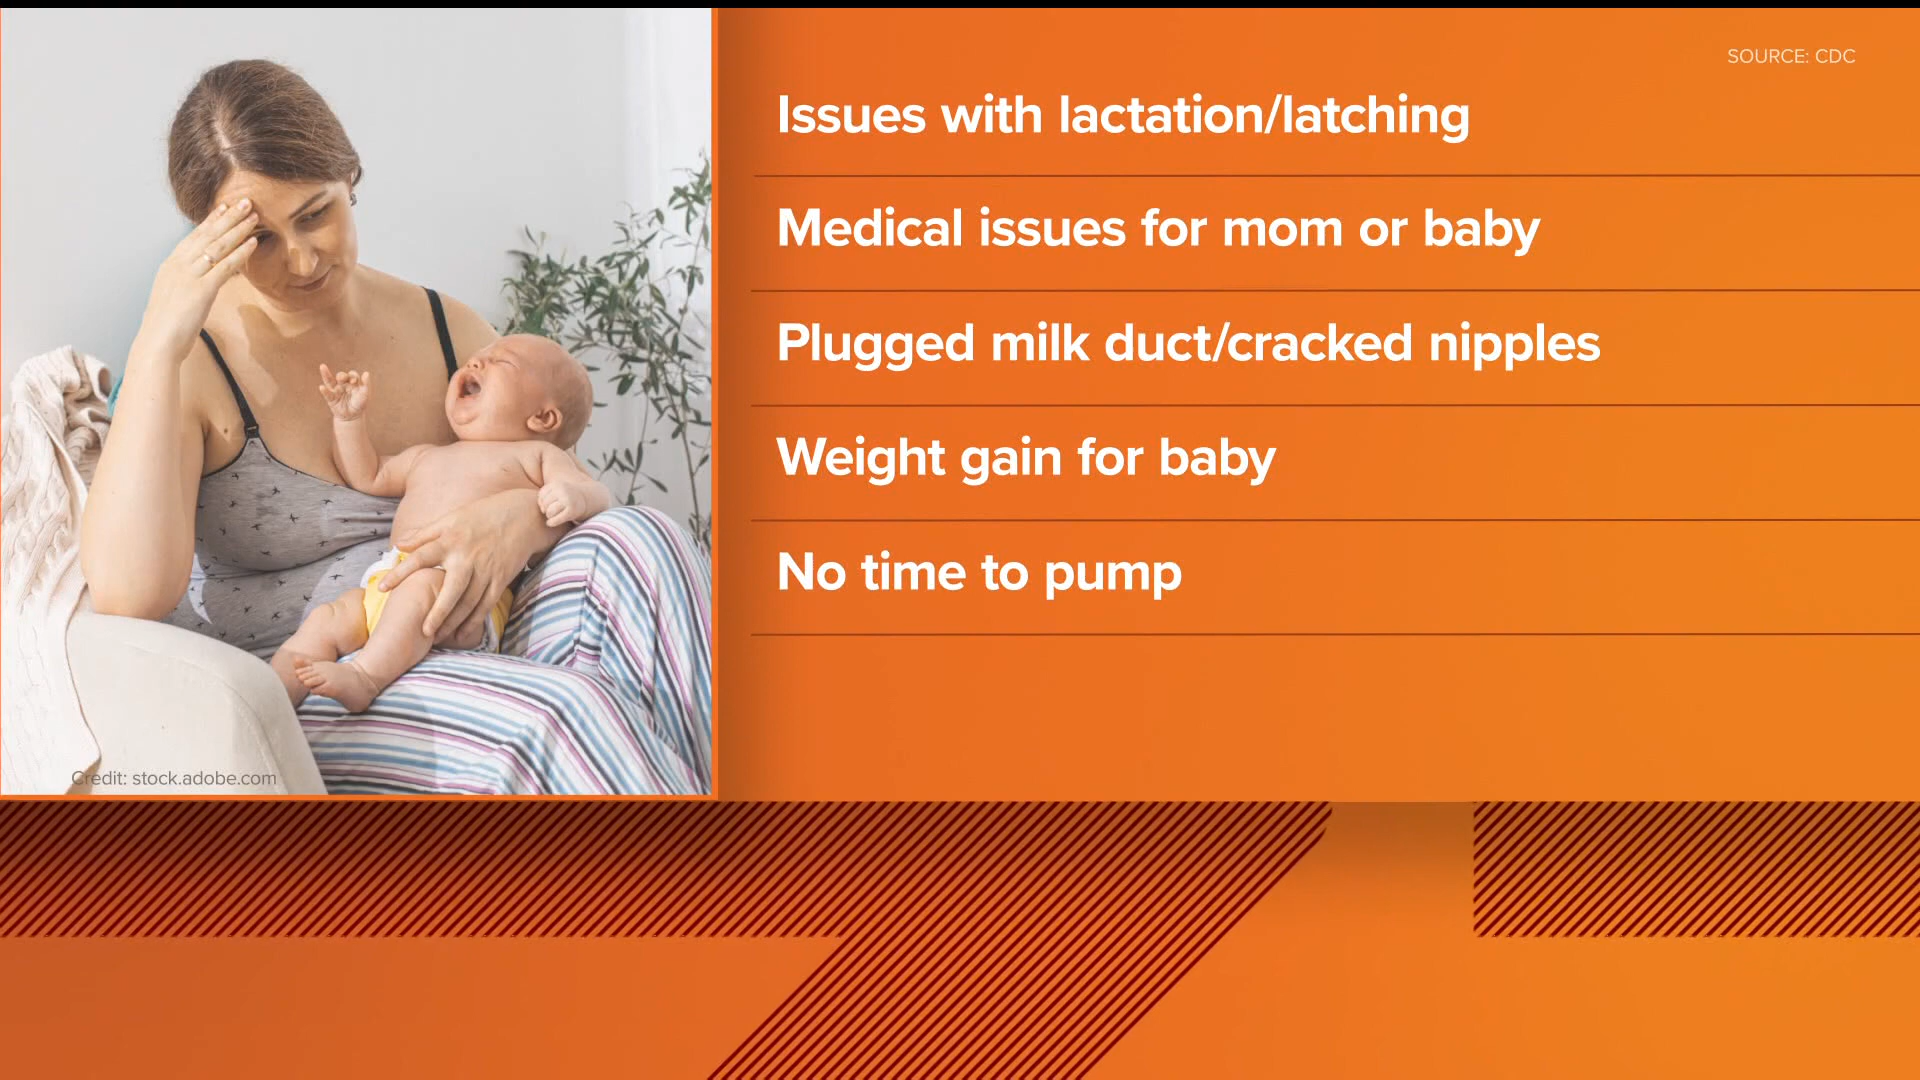 SOURCE: CDC
Issues with lactation/latching
Medical issues for mom or baby
Plugged milk duct/cracked nipples
Weight gain for baby
No time to pump
Credit: stock.adobe.com